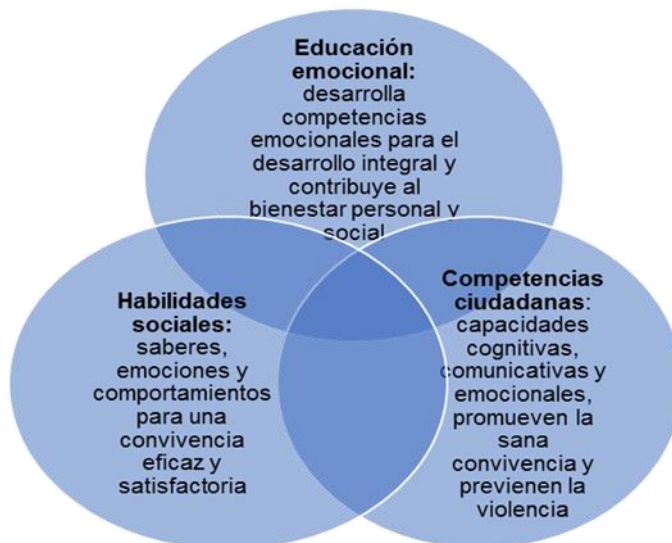 Educación
emocional:
desarrolla
competencias
emocionales para el
desarrollo integral y
contribuye al
bienestar personal y
social
Habilidades
sociales:
saberes,
emociones y
comportamientos
para una
convivencia
eficaz y
satisfactoria
Competencias
ciudadanas:
capacidades
cognitivas,
comunicativas y
emocionales,
promueven la
sana
convivencia y
previenen la
violencia